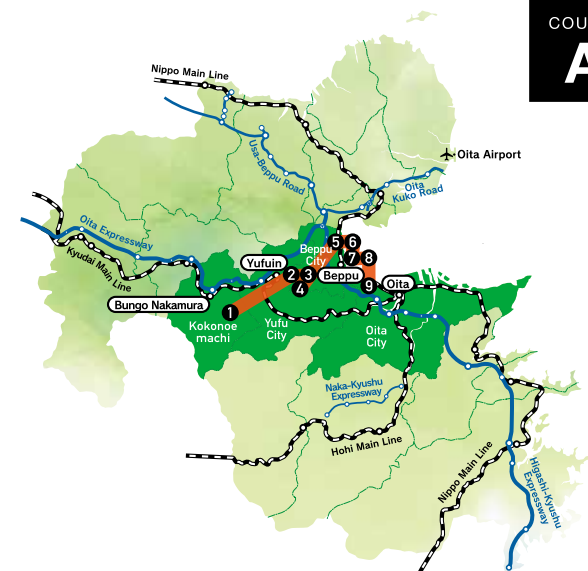 COU
A
Nippo Main Line
Oita Airport
Usa-Beppu Road
Oita
Kuko Road
Oita Expressway
Kyudai Main Line
5
6
Beppu
City
7
8
Yufuin
2
3
Beppu
4
9
Oita
Bungo Nakamura
1
Kokonoe
machi
Yufu
City
Oita
City
Naka-Kyushu
Expressway
Hohi Main Line
Nippo Main Line
Higashi-Kyushu
Expressway